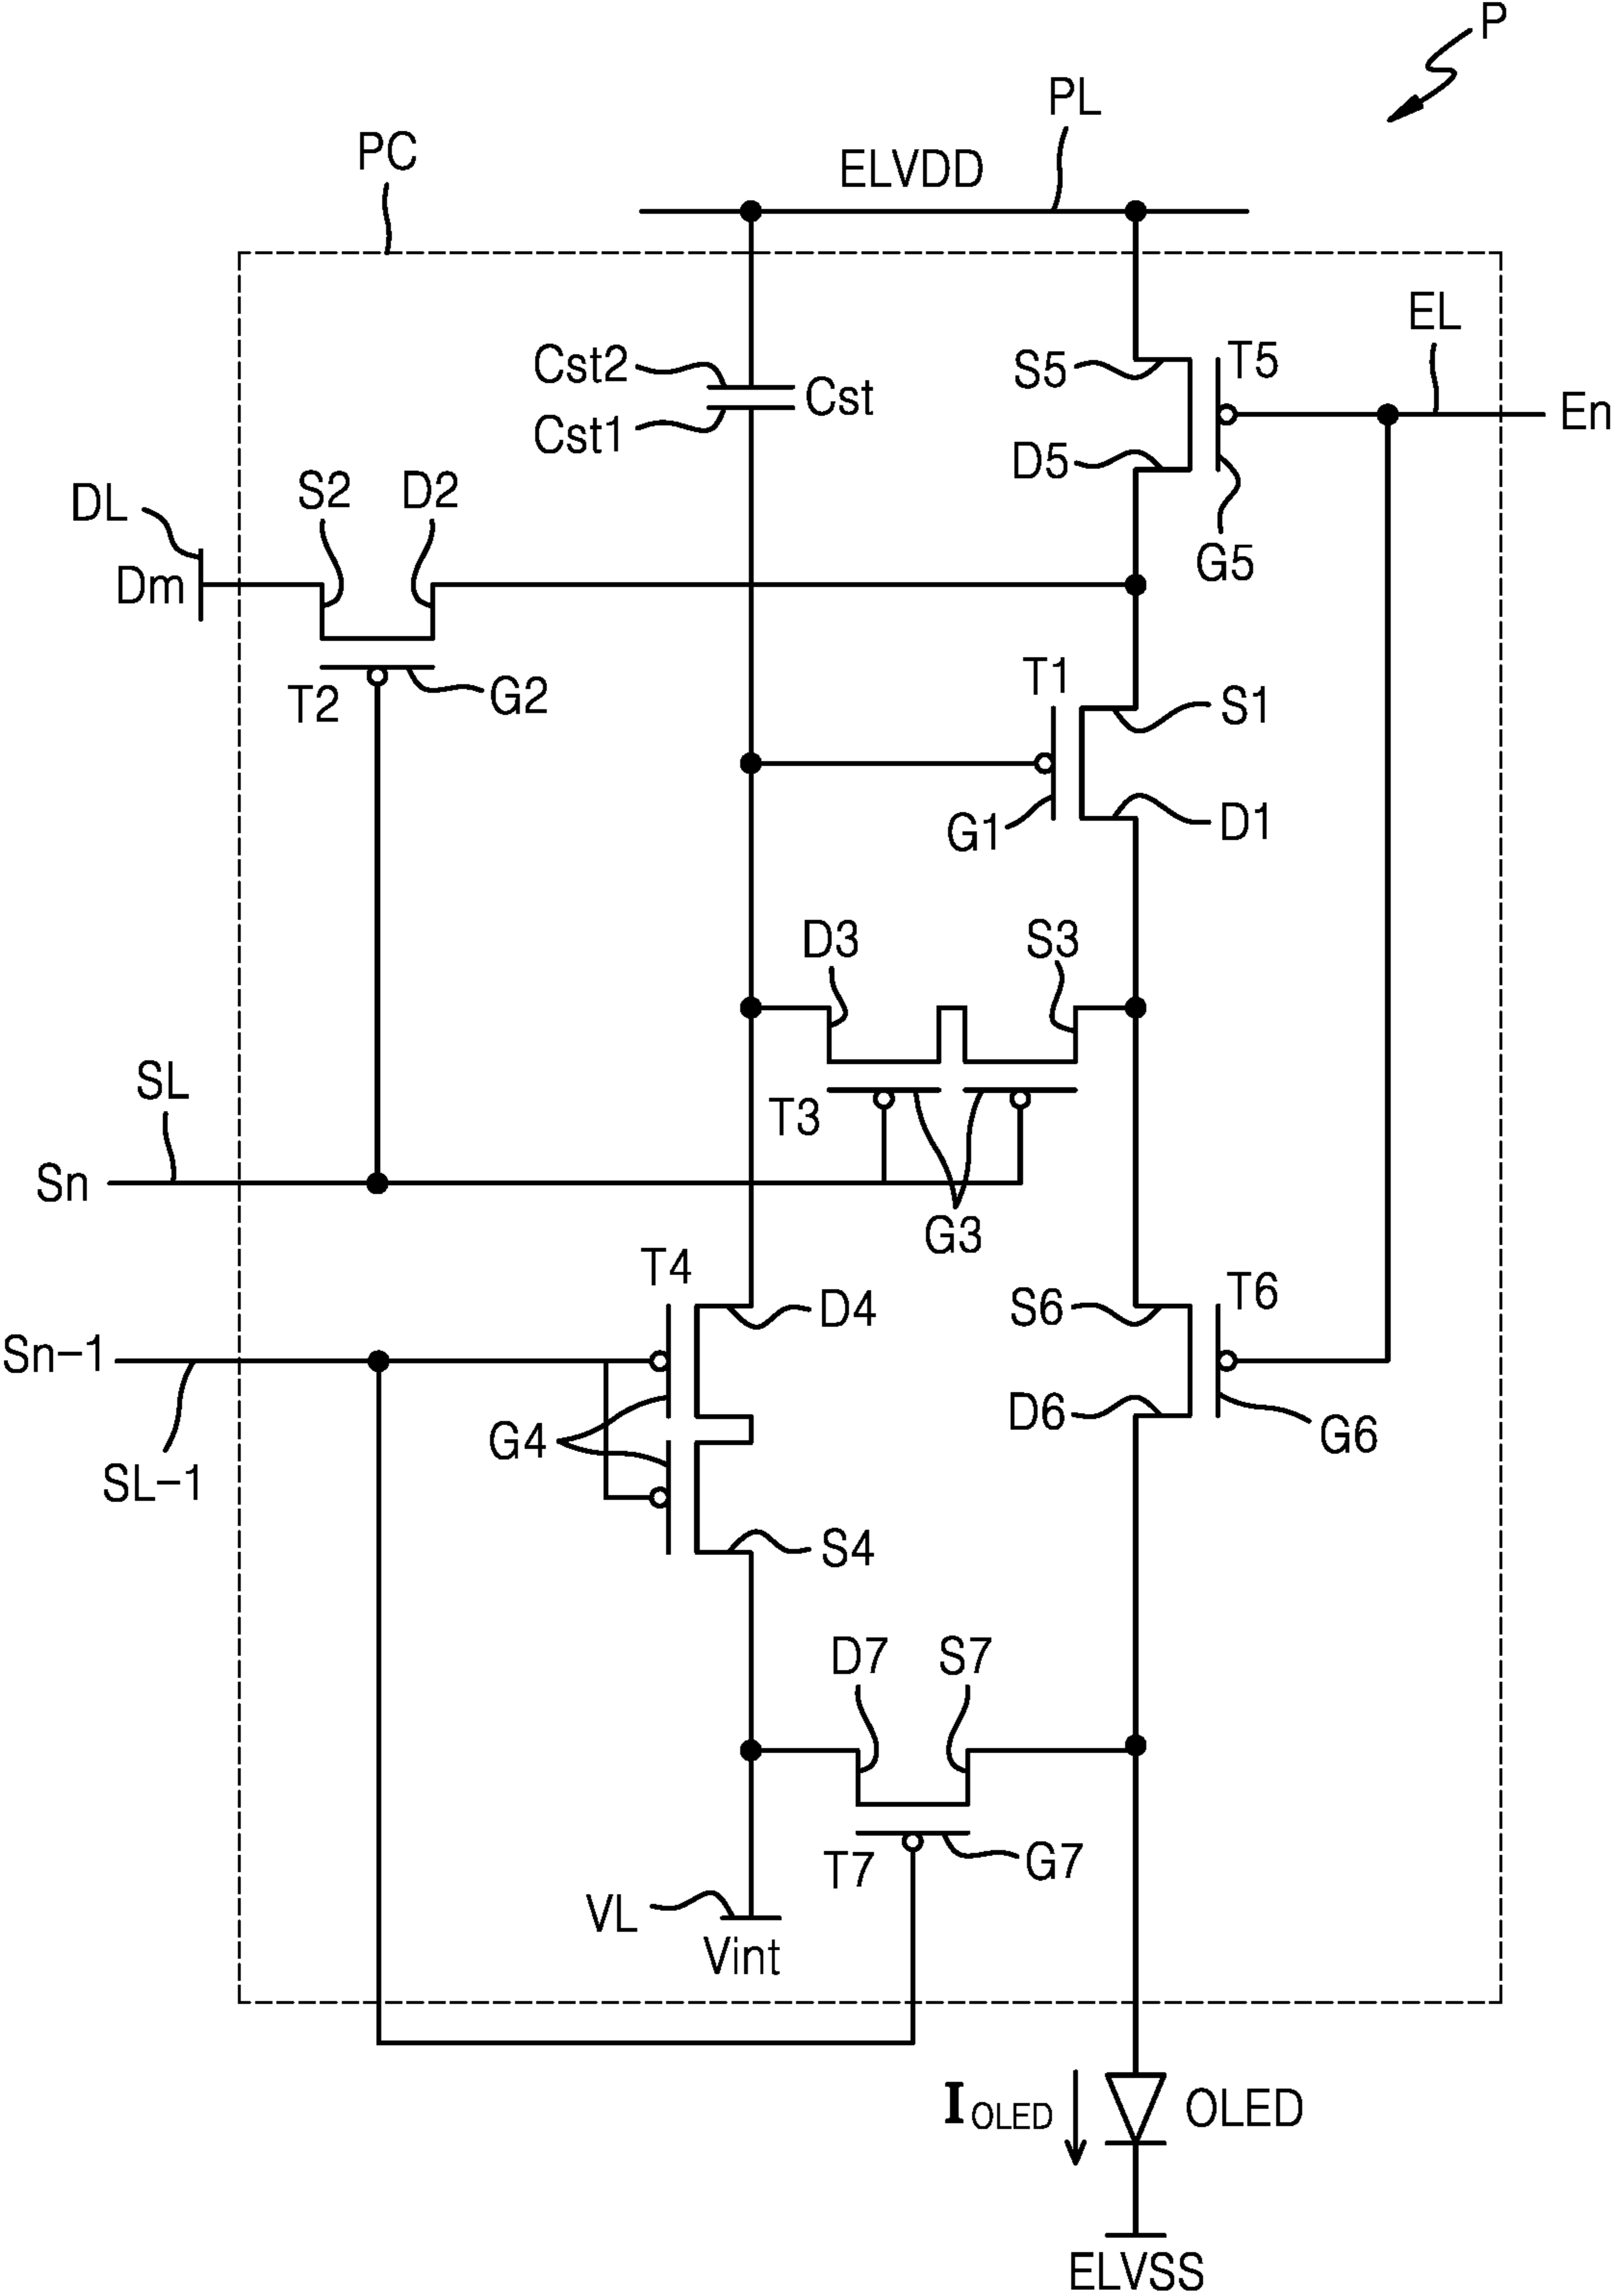 P
PL
PC
ELVDD
EL
Cst2
S5
T5
Cst
En
Cst1
D5
S2
D2
DL
G5
Dm
T1
G2
T2
S1
G1
D1
D3
S3
SL
T3
Sn
G3
T4
T6
D4
S6
Sn-1
D6
G4
G6
SL-1
S4
D7
S7
T7
G7
VL
Vint
IOLED
OLED
ELVSS